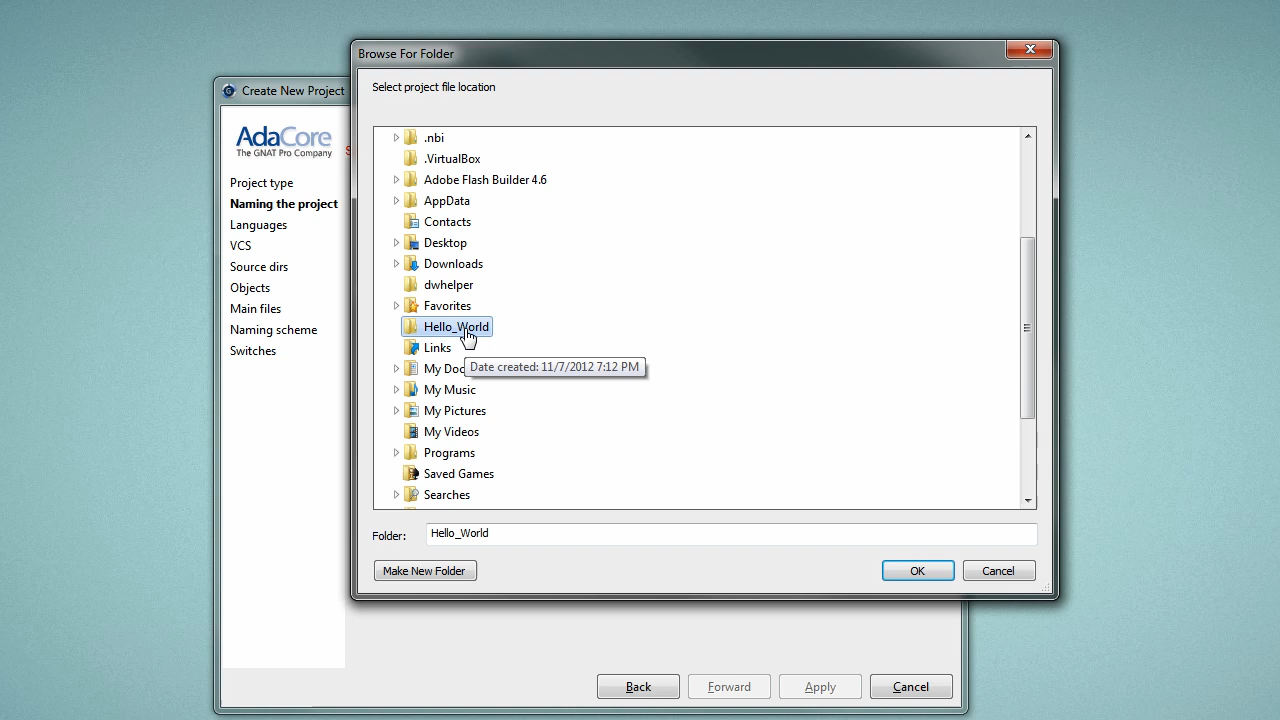 Browse For Folder
Select project file location
Create New Project
AdaCore
The GNAT Pro Company
Project type
Naming the project
Languages
VCS
Source dirs
Objects
Main files
Naming scheme
Switches
.nbi
.VirtualBox
Adobe Flash Builder 4.6
AppData
Contacts
Desktop
Downloads
dwhelper
Favorites
Hello_World
Links
My Doc
Date created: 11/7/2012 7:12 PM
My Music
My Pictures
My Videos
Programs
Saved Games
Searches
Folder: Hello_World
Make New Folder OK Cancel
Back Forward Apply Cancel